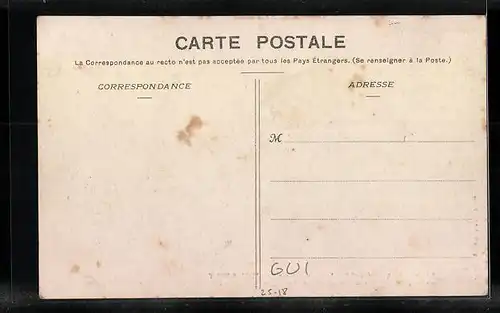 CARTE POSTALE
La Correspondance au recto n'est pas acceptée par tous les Pays Étrangers. (Se renseigner à la Poste.)
CORRESPONDANCE
ADRESSE
M
GUI
25-18